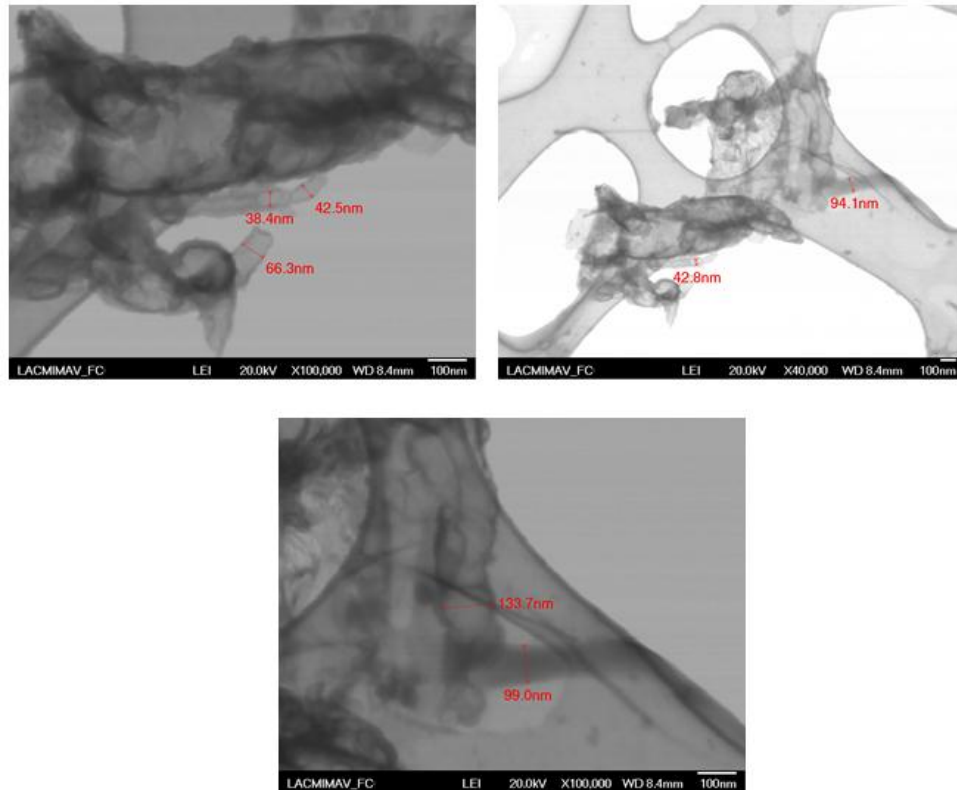 38.4nm
42.5nm
66.3nm
LACMIMAV_FC LEI 20.0kV X100,000 WD 8.4mm 100nm
94.1nm
42.8nm
LACMIMAV_FC LEI 20.0kV X40,000 WD 8.4mm 100nm
133.7nm
99.0nm
LACMIMAV_FC LEI 20.0kV X100,000 WD 8.4mm 100nm